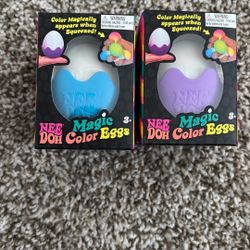 Color Magically
appears when
Squeezed!
NEE
DOH
Magic
Color Eggs
3+
Color Magically
appears when
Squeezed!
WARNING:
NEE
DOH
Magic
Color Eggs
3+